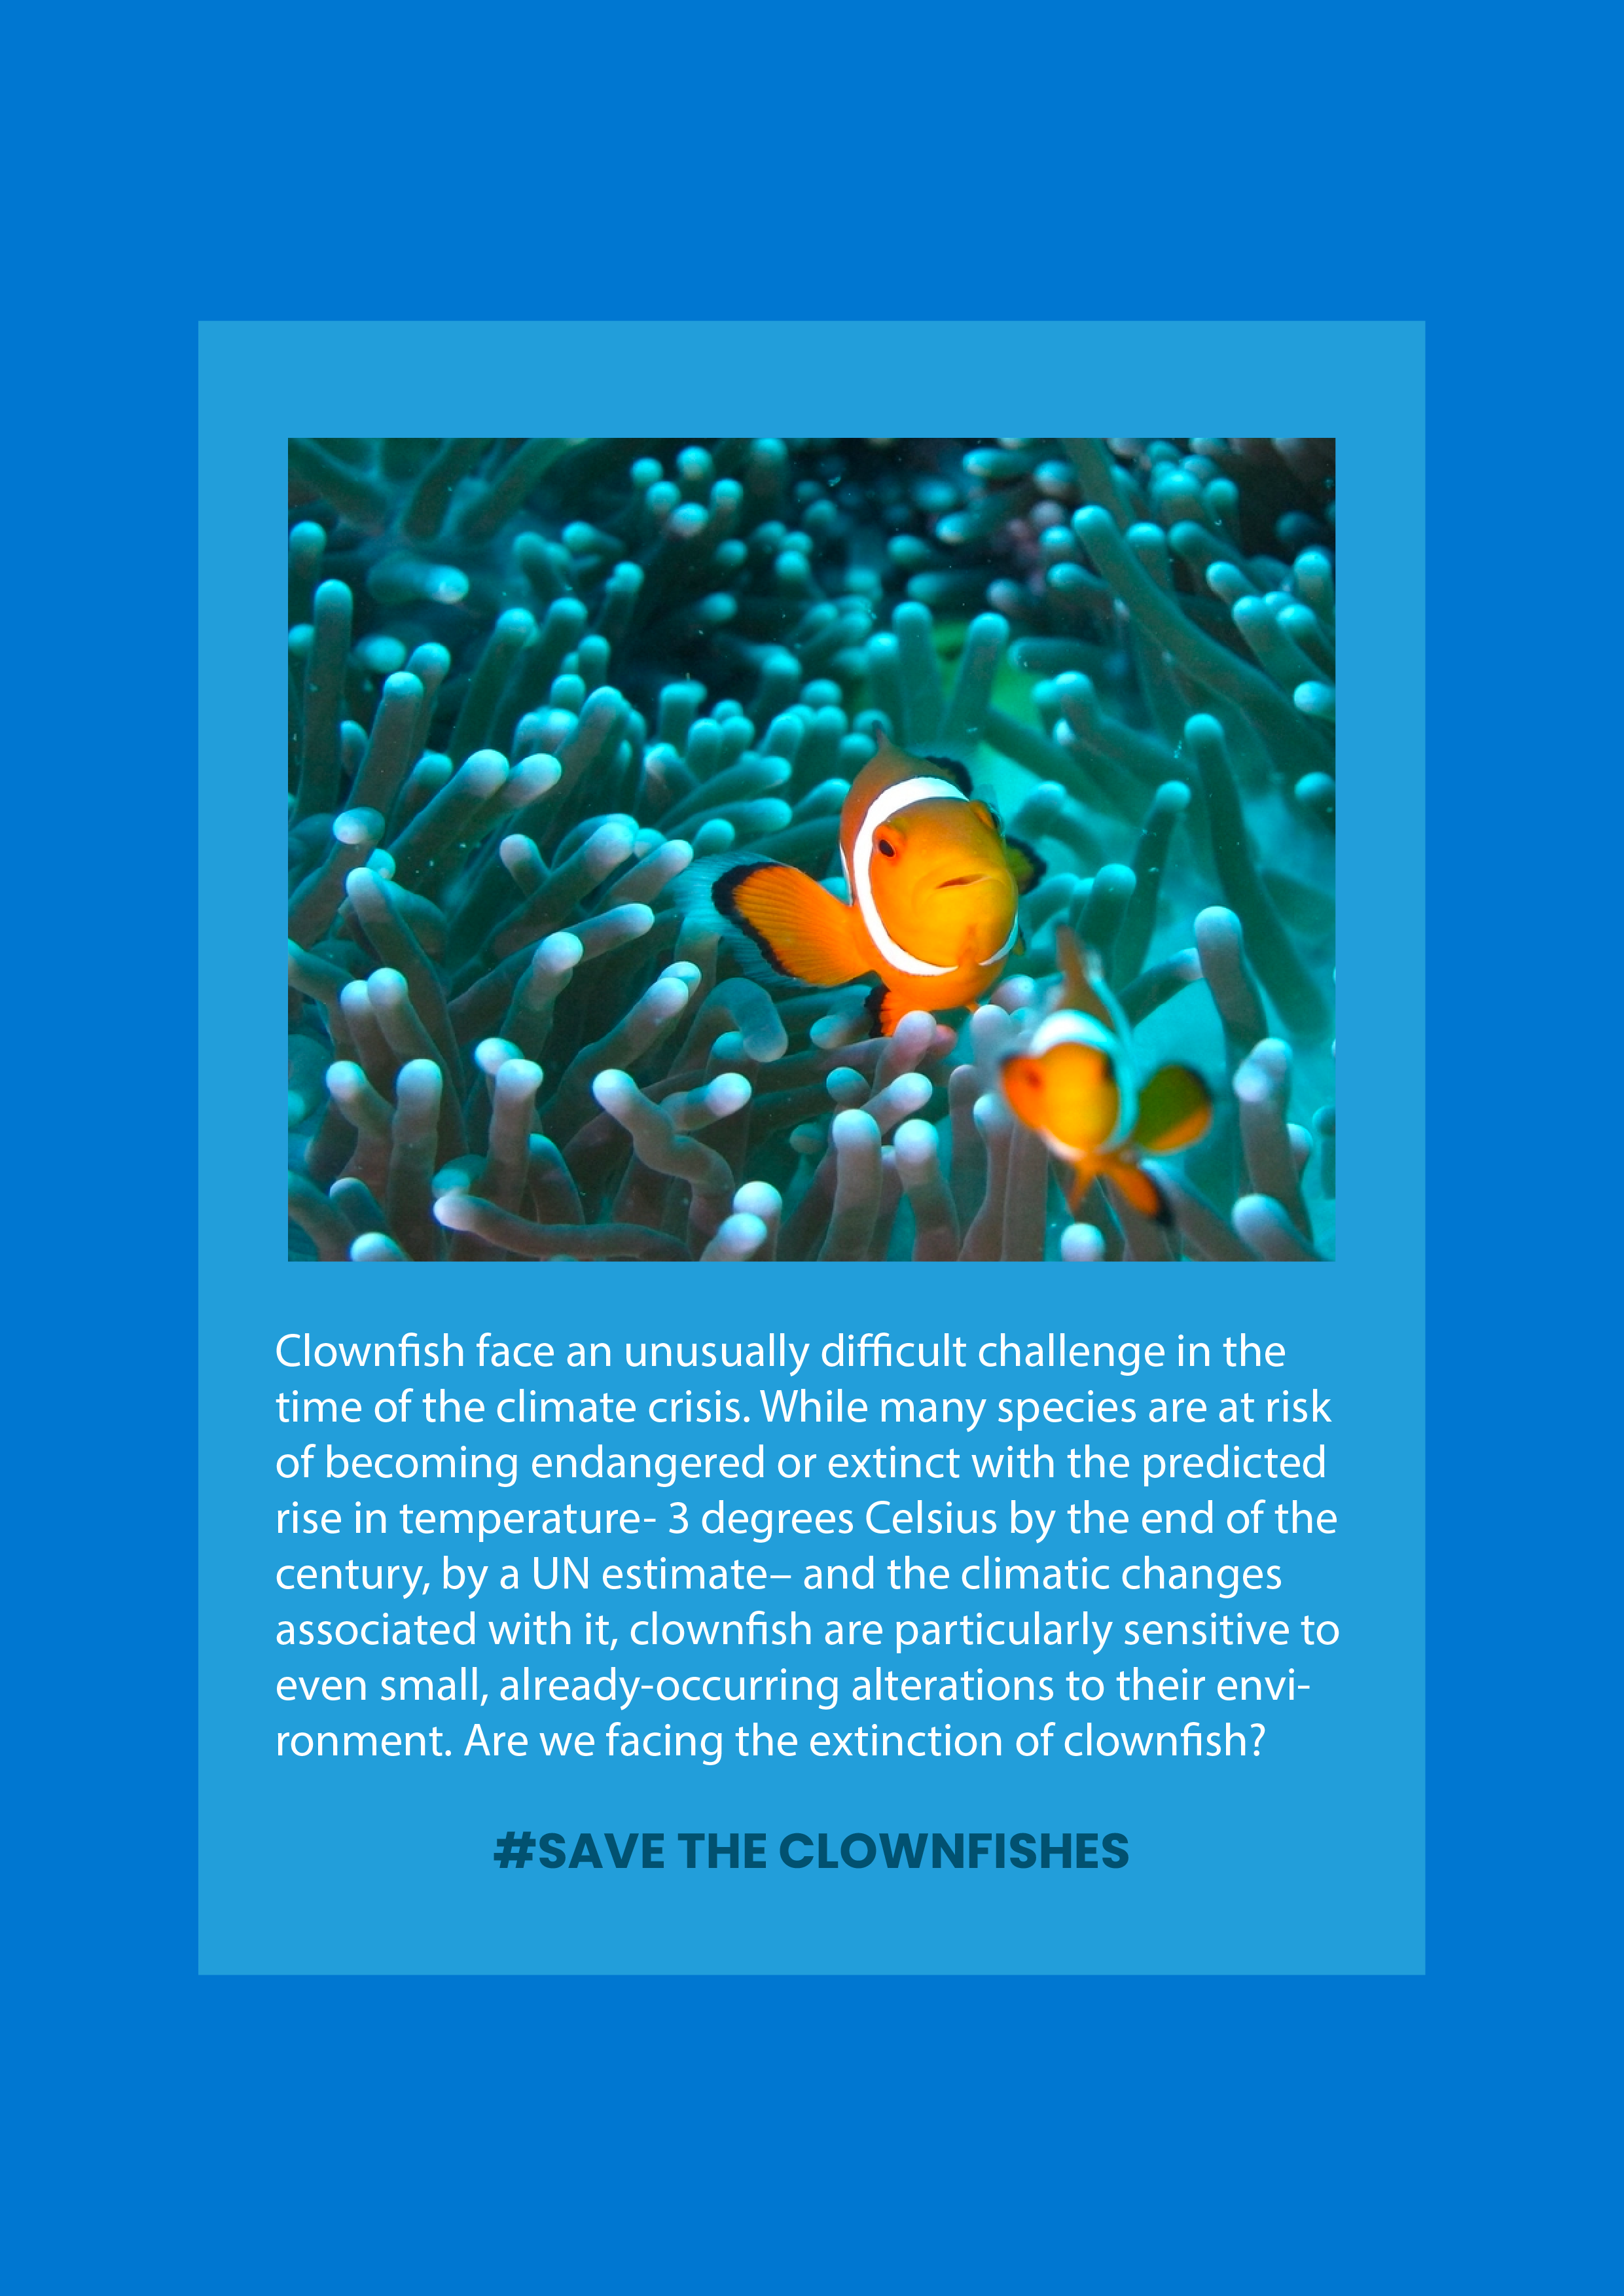 Clownfish face an unusually difficult challenge in the
time of the climate crisis. While many species are at risk
of becoming endangered or extinct with the predicted
rise in temperature- 3 degrees Celsius by the end of the
century, by a UN estimate– and the climatic changes
associated with it, clownfish are particularly sensitive to
even small, already-occurring alterations to their envi-
ronment. Are we facing the extinction of clownfish?
#SAVE THE CLOWNFISHES